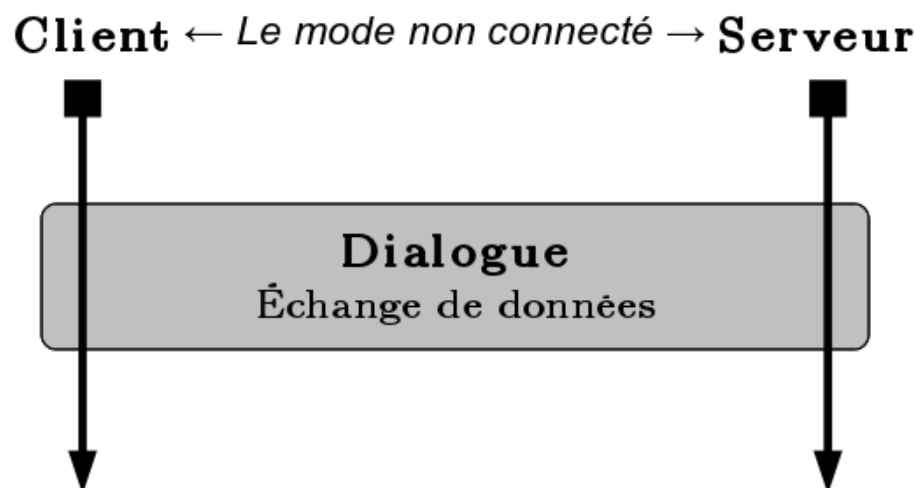 Client ← Le mode non connecté → Serveur
Dialogue
Échange de données